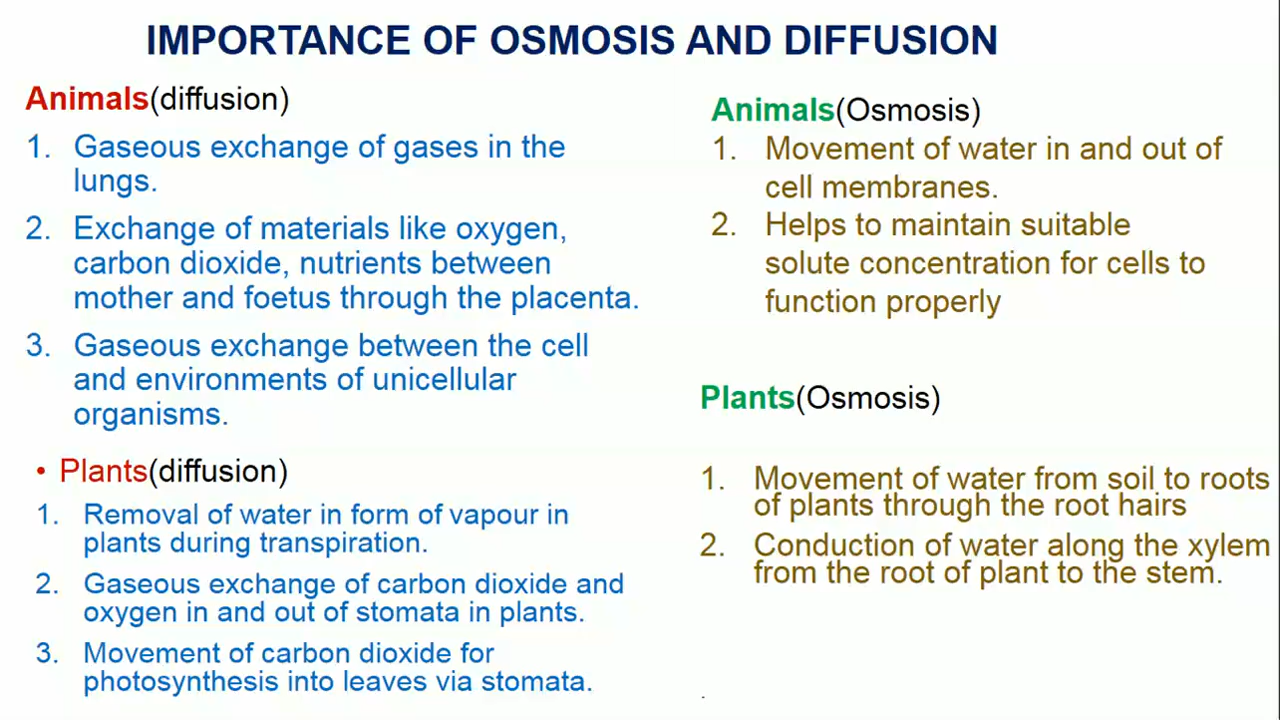 IMPORTANCE OF OSMOSIS AND DIFFUSION
Animals(diffusion)
1. Gaseous exchange of gases in the
lungs.
2. Exchange of materials like oxygen,
carbon dioxide, nutrients between
mother and foetus through the placenta.
3. Gaseous exchange between the cell
and environments of unicellular
organisms.
• Plants(diffusion)
1. Removal of water in form of vapour in
plants during transpiration.
2. Gaseous exchange of carbon dioxide and
oxygen in and out of stomata in plants.
3. Movement of carbon dioxide for
photosynthesis into leaves via stomata.
Animals(Osmosis)
1. Movement of water in and out of
cell membranes.
2. Helps to maintain suitable
solute concentration for cells to
function properly
Plants(Osmosis)
1. Movement of water from soil to roots
of plants through the root hairs
2. Conduction of water along the xylem
from the root of plant to the stem.